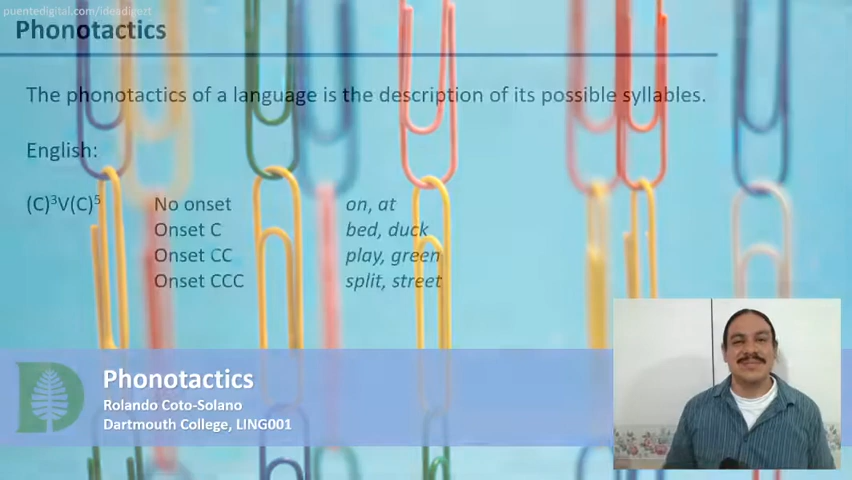 puentedigital.com/ideadigert
Phonotactics
The phonotactics of a language is the description of its possible syllables.
English:
(C)³V(C)⁵ No onset on, at
Onset C bed, duck
Onset CC play, green
Onset CCC split, street
Phonotactics
Rolando Coto-Solano
Dartmouth College, LING001